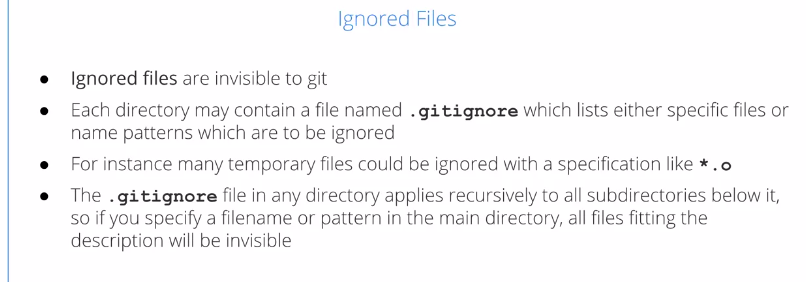 Ignored Files
● Ignored files are invisible to git
● Each directory may contain a file named .gitignore which lists either specific files or
name patterns which are to be ignored
● For instance many temporary files could be ignored with a specification like *.o
● The .gitignore file in any directory applies recursively to all subdirectories below it,
so if you specify a filename or pattern in the main directory, all files fitting the
description will be invisible